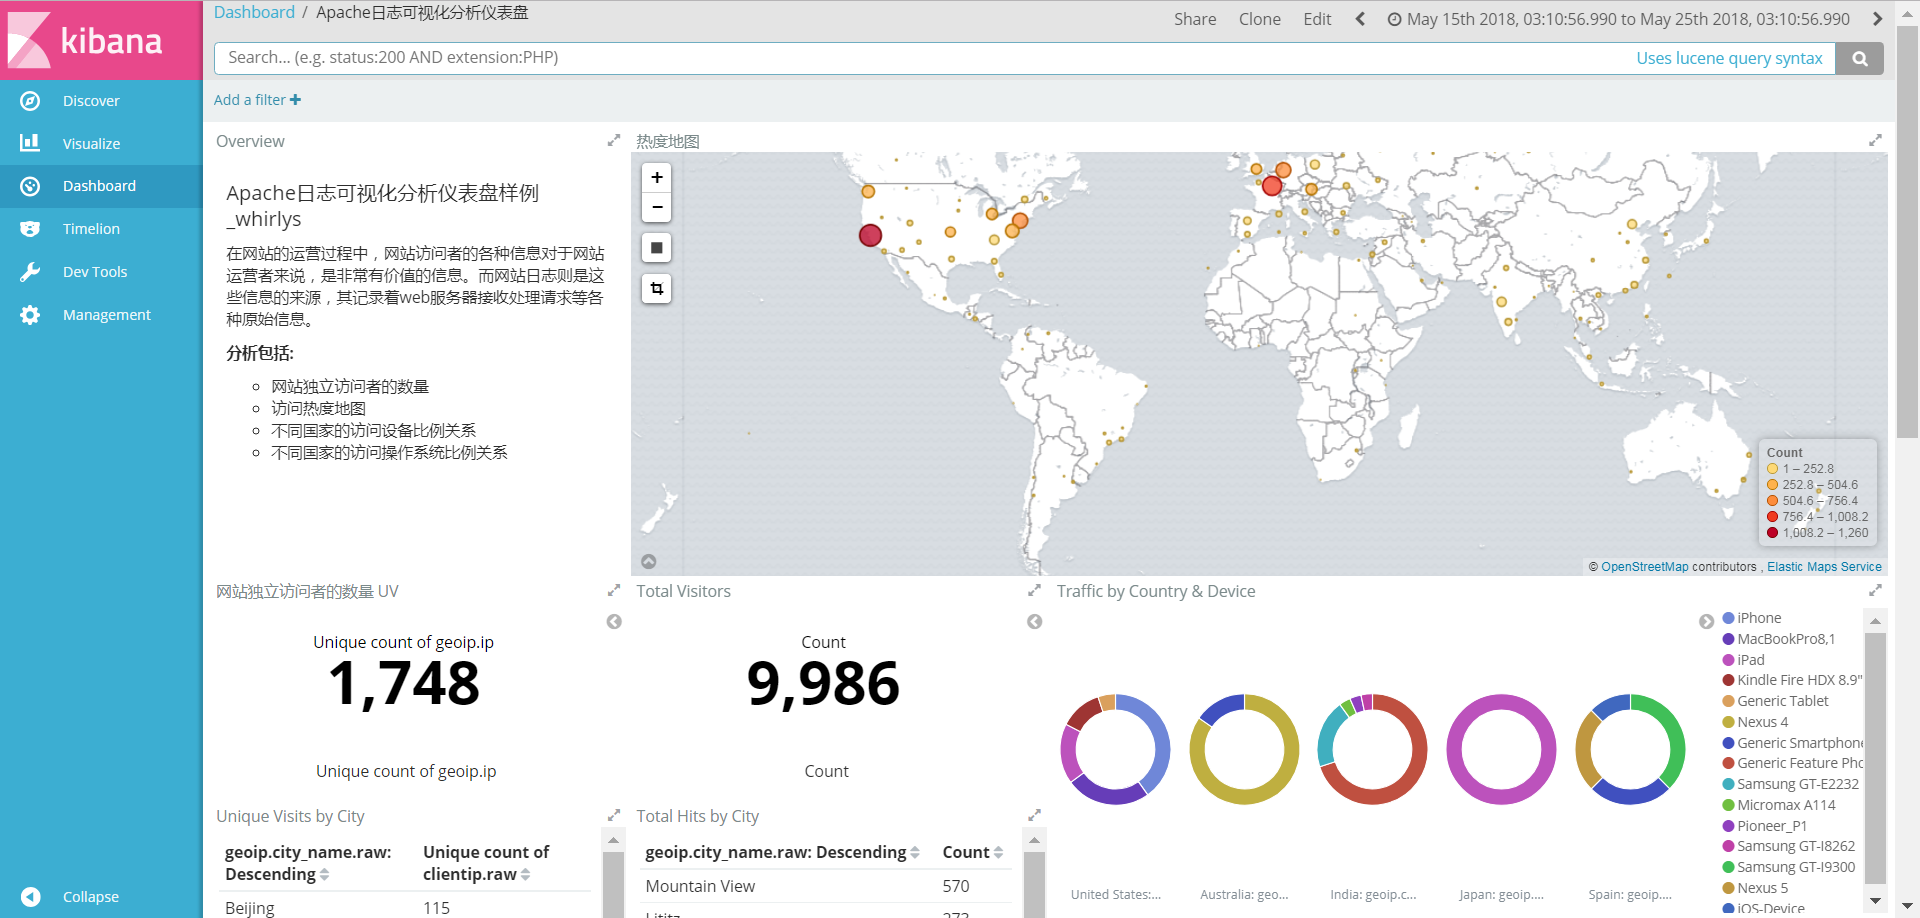 kibana
Discover
Visualize
Dashboard
Timelion
Dev Tools
Management
Collapse
Dashboard / Apache日志可视化分析仪表盘
Share Clone Edit May 15th 2018, 03:10:56.990 to May 25th 2018, 03:10:56.990
Search... (e.g. status:200 AND extension:PHP) Uses lucene query syntax
Add a filter +
Overview
Apache日志可视化分析仪表盘样例
_whirlys
在网站的运营过程中，网站访问者的各种信息对于网站
运营者来说，是非常有价值的信息。而网站日志则是这
些信息的来源，其记录着web服务器接收处理请求等各
种原始信息。
分析包括:
网站独立访问者的数量
访问热度地图
不同国家的访问设备比例关系
不同国家的访问操作系统比例关系
热度地图
+
−
Count
1 – 252.8
252.8 – 504.6
504.6 – 756.4
756.4 – 1,008.2
1,008.2 – 1,260
© OpenStreetMap contributors , Elastic Maps Service
网站独立访问者的数量 UV
Unique count of geoip.ip
1,748
Unique count of geoip.ip
Total Visitors
Count
9,986
Count
Traffic by Country & Device
iPhone
MacBookPro8,1
iPad
Kindle Fire HDX 8.9"
Generic Tablet
Nexus 4
Generic Smartphone
Generic Feature Pho
Samsung GT-E2232
Micromax A114
Pioneer_P1
Samsung GT-I8262
Samsung GT-I9300
Nexus 5
iOS-Device
United States:... Australia: geo... India: geoip.c... Japan: geoip.... Spain: geoip....
Unique Visits by City
geoip.city_name.raw: Descending Unique count of clientip.raw
Beijing 115
Total Hits by City
geoip.city_name.raw: Descending Count
Mountain View 570
Lititz 273